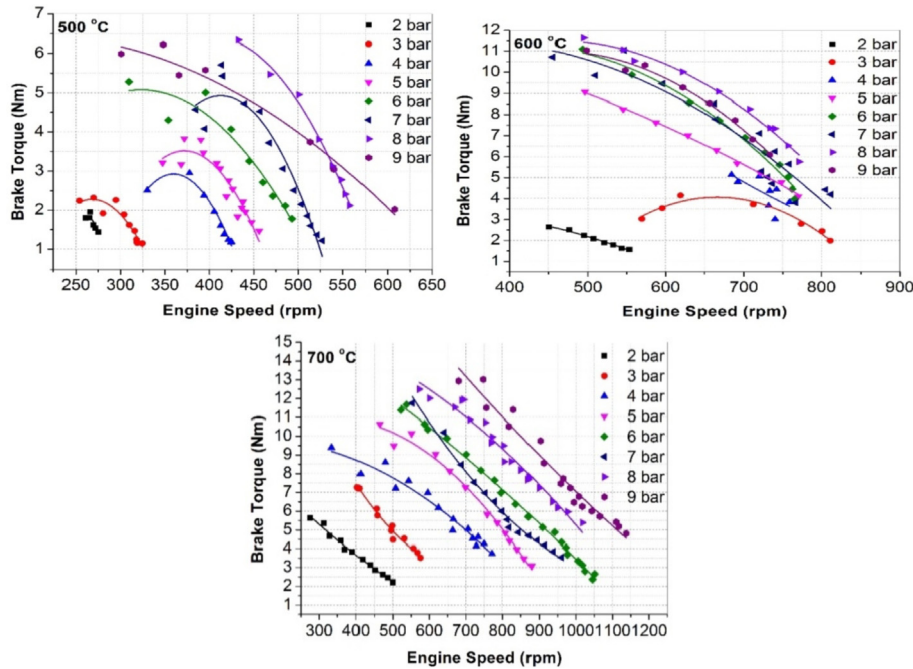 500 °C
2 bar
3 bar
4 bar
5 bar
6 bar
7 bar
8 bar
9 bar
7
6
5
4
3
2
1
Brake Torque (Nm)
250 300 350 400 450 500 550 600 650
Engine Speed (rpm)
600 °C
2 bar
3 bar
4 bar
5 bar
6 bar
7 bar
8 bar
9 bar
12
11
10
9
8
7
6
5
4
3
2
1
0
Brake Torque (Nm)
400 500 600 700 800 900
Engine Speed (rpm)
700 °C
2 bar
3 bar
4 bar
5 bar
6 bar
7 bar
8 bar
9 bar
15
14
13
12
11
10
9
8
7
6
5
4
3
2
1
Brake Torque (Nm)
300 400 500 600 700 800 900 1000 1100 1200
Engine Speed (rpm)